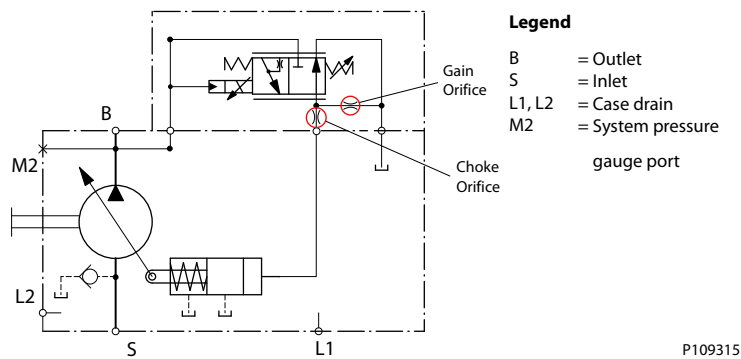 Legend
B = Outlet
S = Inlet
L1, L2 = Case drain
M2 = System pressure
gauge port
Gain
Orifice
Choke
Orifice
B
M2
L2
S
L1
P109315